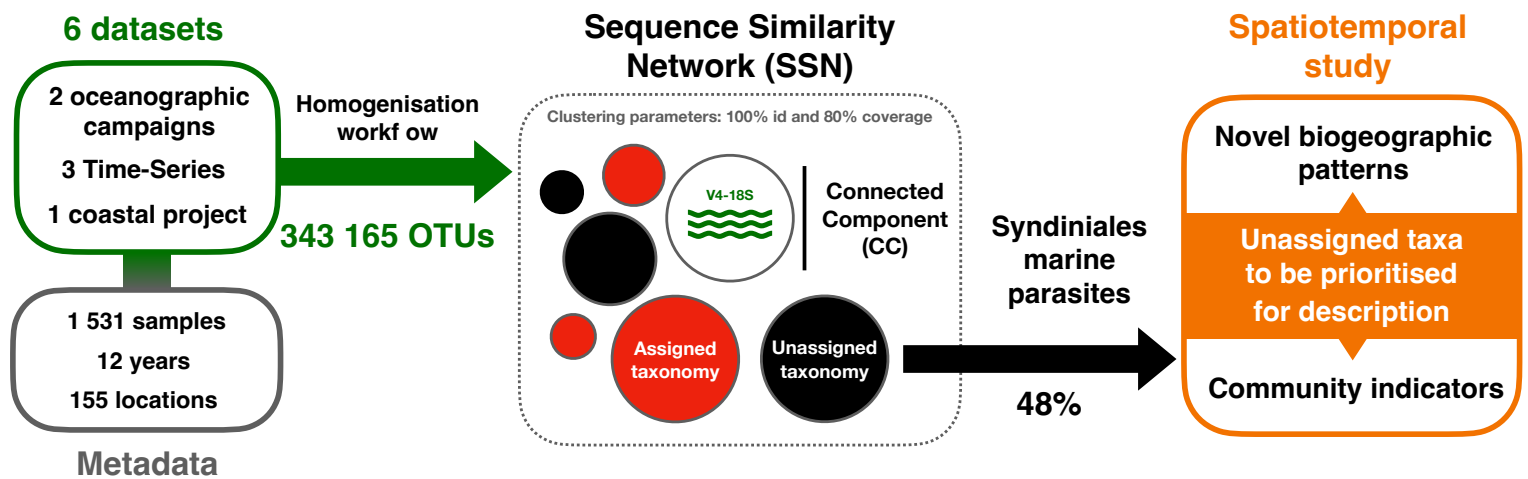 6 datasets
2 oceanographic
campaigns
3 Time-Series
1 coastal project
1 531 samples
12 years
155 locations
Metadata
Homogenisation
workf ow
343 165 OTUs
Sequence Similarity
Network (SSN)
Clustering parameters: 100% id and 80% coverage
V4-18S
Connected
Component
(CC)
Assigned
taxonomy
Unassigned
taxonomy
Syndiniales
marine
parasites
48%
Spatiotemporal
study
Novel biogeographic
patterns
Unassigned taxa
to be prioritised
for description
Community indicators